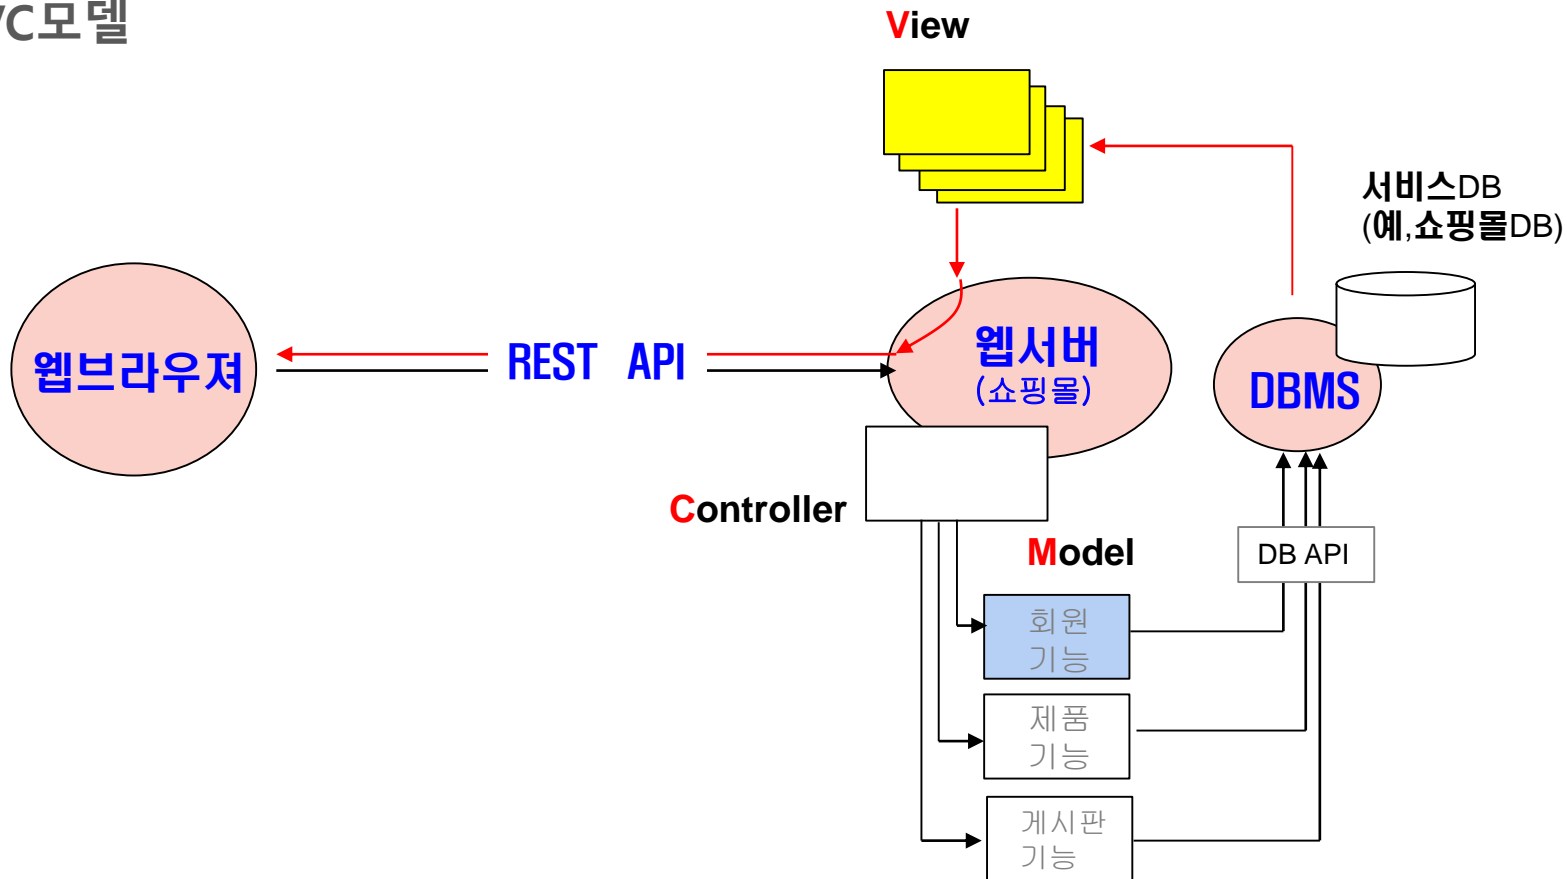 VC모델
View
서비스DB
(예,쇼핑몰DB)
웹브라우져
REST API
웹서버
(쇼핑몰)
DBMS
Controller
Model
DB API
회원
기능
제품
기능
게시판
기능